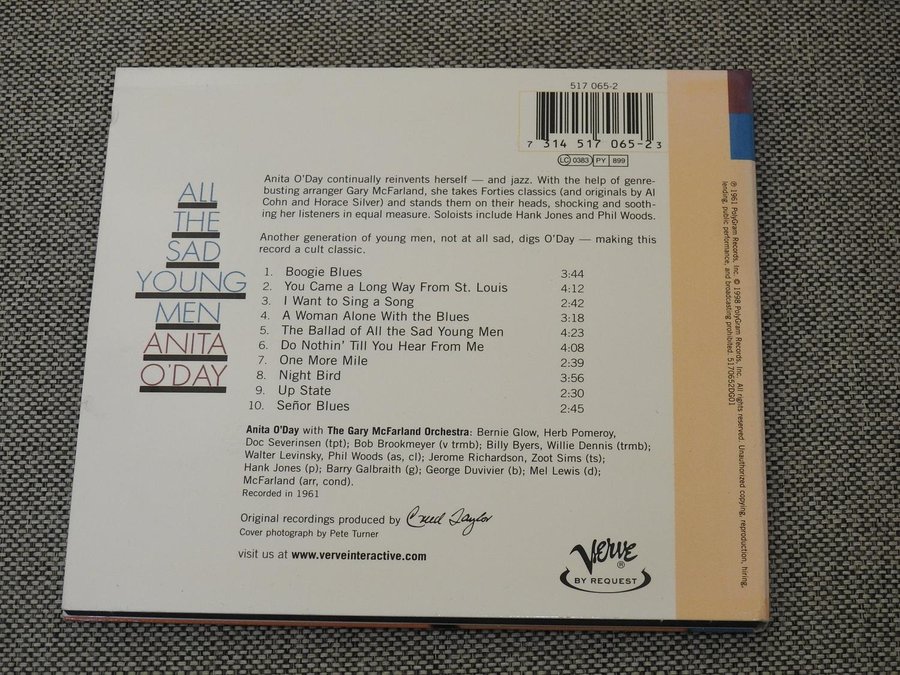 517 065-2
7 314 517 065-2 3
LC 0383 PY 899
Anita O'Day continually reinvents herself — and jazz. With the help of genre-
busting arranger Gary McFarland, she takes Forties classics (and originals by Al
Cohn and Horace Silver) and stands them on their heads, shocking and sooth-
ing her listeners in equal measure. Soloists include Hank Jones and Phil Woods.
Another generation of young men, not at all sad, digs O'Day — making this
record a cult classic.
ALL
THE
SAD
YOUNG
MEN
ANITA
O'DAY
1. Boogie Blues 3:44
2. You Came a Long Way From St. Louis 4:12
3. I Want to Sing a Song 2:42
4. A Woman Alone With the Blues 3:18
5. The Ballad of All the Sad Young Men 4:23
6. Do Nothin' Till You Hear From Me 4:08
7. One More Mile 2:39
8. Night Bird 3:56
9. Up State 2:30
10. Señor Blues 2:45
Anita O'Day with The Gary McFarland Orchestra: Bernie Glow, Herb Pomeroy,
Doc Severinsen (tpt); Bob Brookmeyer (v trmb); Billy Byers, Willie Dennis (trmb);
Walter Levinsky, Phil Woods (as, cl); Jerome Richardson, Zoot Sims (ts);
Hank Jones (p); Barry Galbraith (g); George Duvivier (b); Mel Lewis (d);
McFarland (arr, cond).
Recorded in 1961
Original recordings produced by Creed Taylor
Cover photograph by Pete Turner
visit us at www.verveinteractive.com
Verve®
BY REQUEST
℗ 1961 PolyGram Records, Inc. © 1998 PolyGram Records, Inc. All rights reserved. Unauthorized copying, reproduction, hiring,
lending, public performance, and broadcasting prohibited. 5170652DG01